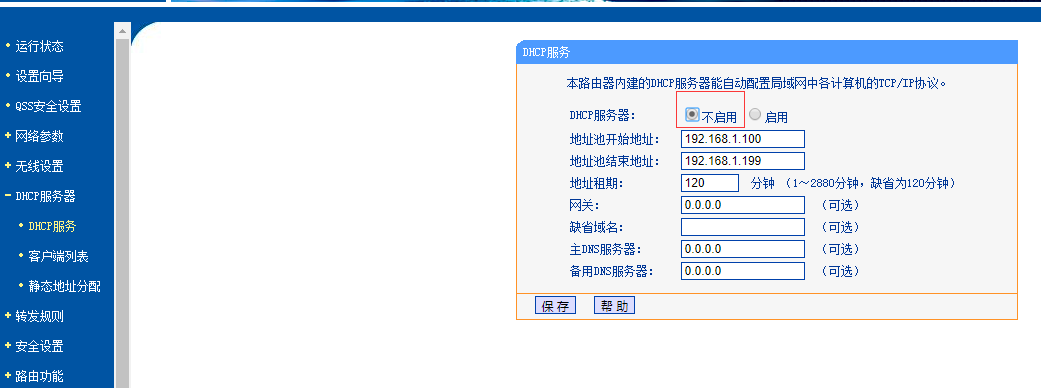 运行状态
设置向导
QSS安全设置
网络参数
无线设置
DHCP服务器
DHCP服务
客户端列表
静态地址分配
转发规则
安全设置
路由功能
DHCP服务
本路由器内建的DHCP服务器能自动配置局域网中各计算机的TCP/IP协议。
DHCP服务器: 不启用 启用
地址池开始地址: 192.168.1.100
地址池结束地址: 192.168.1.199
地址租期: 120 分钟 (1～2880分钟,缺省为120分钟)
网关: 0.0.0.0 (可选)
缺省域名: (可选)
主DNS服务器: 0.0.0.0 (可选)
备用DNS服务器: 0.0.0.0 (可选)
保存 帮助